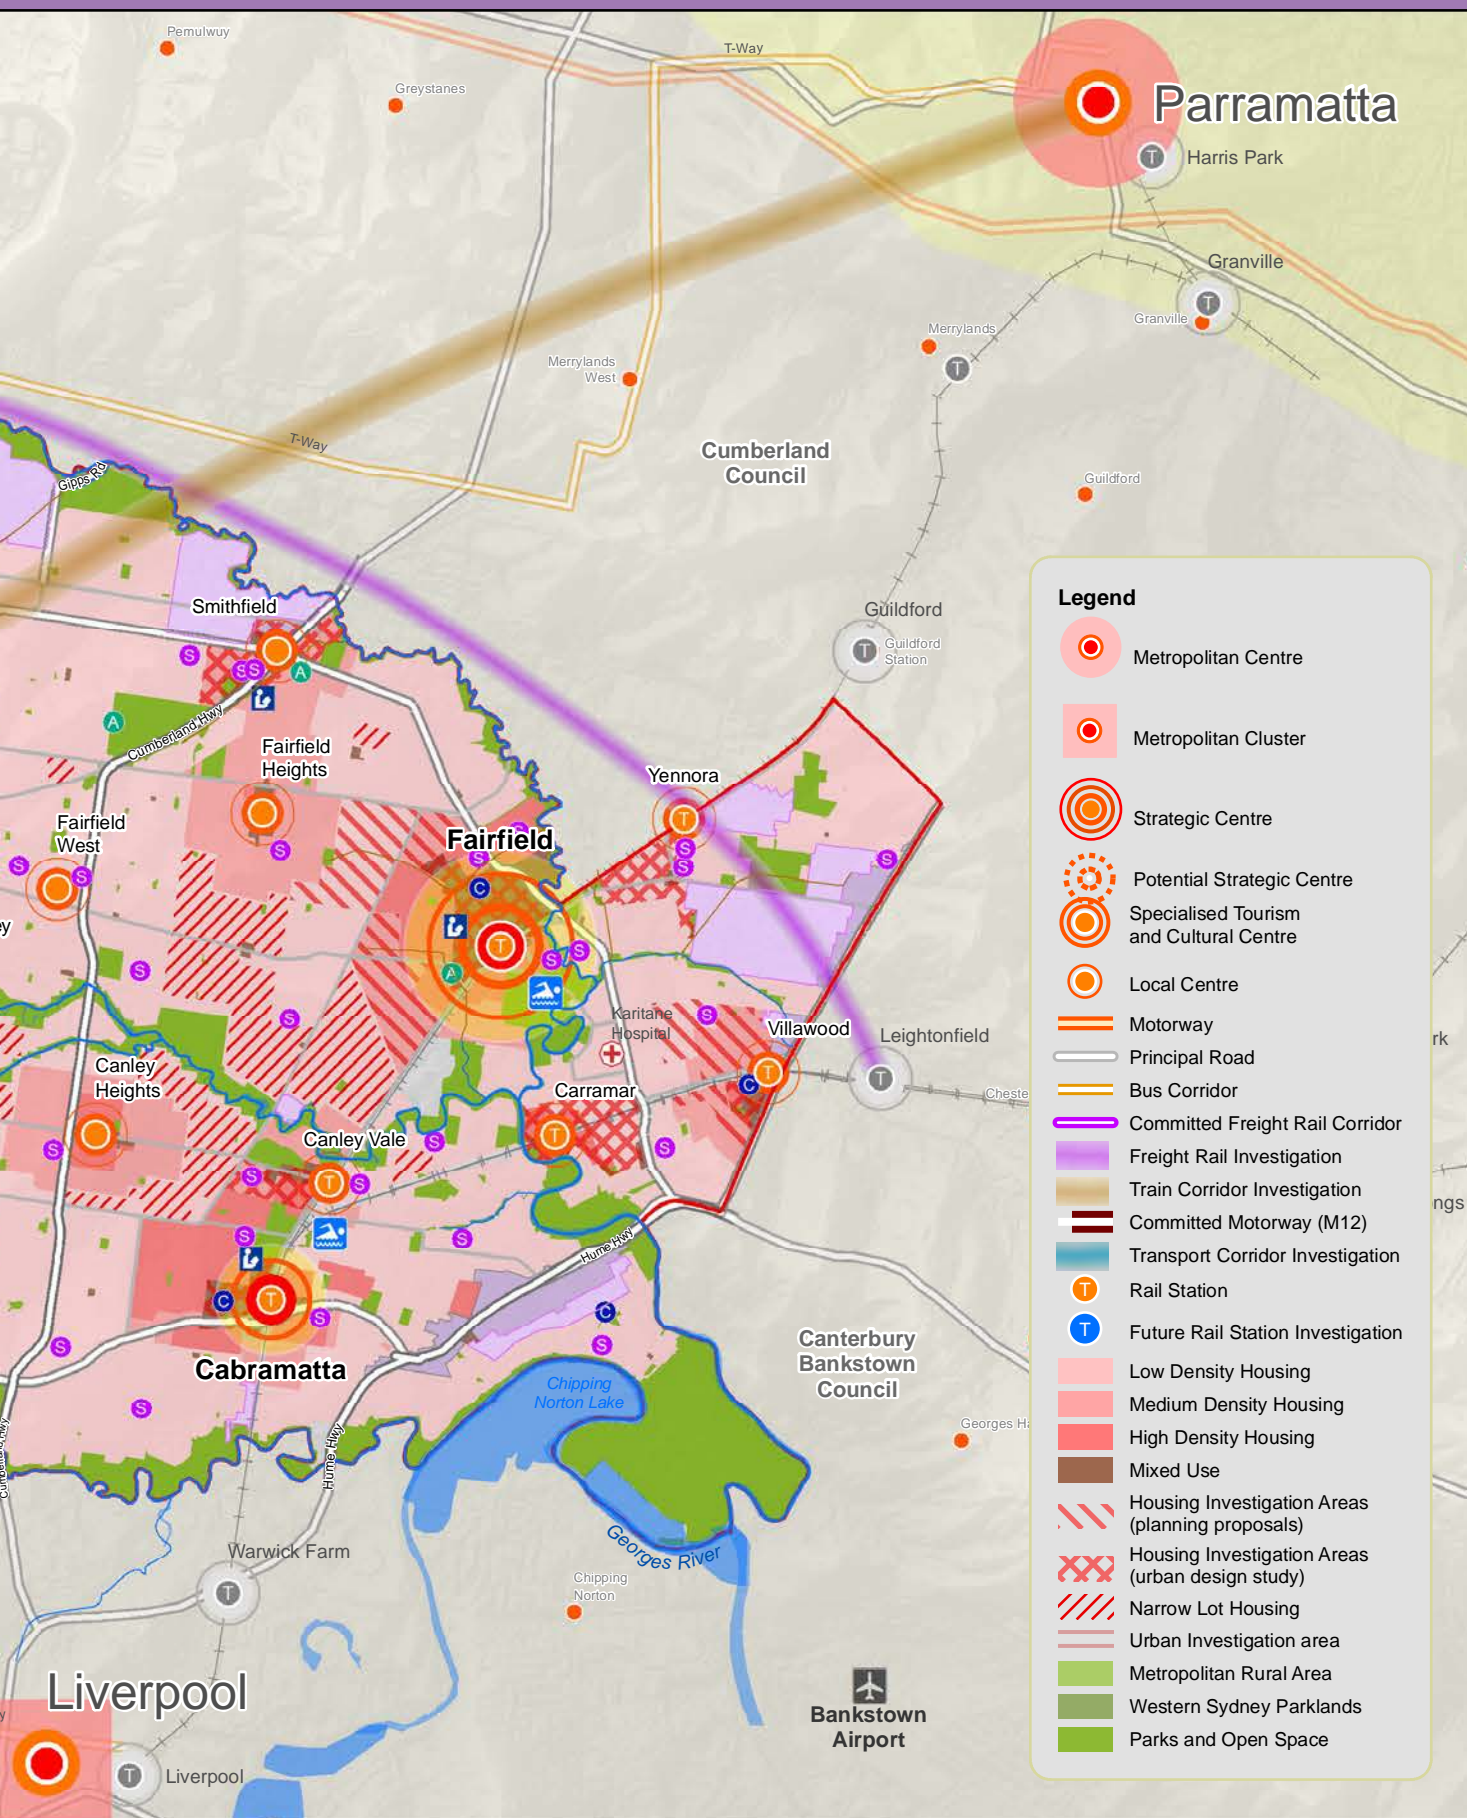 Pemulwuy
Greystanes
T-Way
Parramatta
T
Harris Park
Granville
T
Granville
Merrylands
T
Merrylands
West
T-Way
Cumberland
Council
Gipps Rd
Guildford
Guildford
T
Guildford
Station
Smithfield
S
S
S
A
A
Cumberland Hwy
Fairfield
Heights
Yennora
T
S
S
S
Fairfield
West
S
S
S
Fairfield
S
S
C
T
A
S
S
S
S
Karitane
Hospital
S
Villawood
T
C
Leightonfield
T
Cheste
Canley
Heights
S
Carramar
T
S
Canley Vale
S
T
S
S
S
S
C
T
S
Cabramatta
Hume Hwy
C
S
S
S
Chipping
Norton Lake
Canterbury
Bankstown
Council
Georges Ha
Cumberland Hwy
Hume Hwy
Georges River
Warwick Farm
T
Chipping
Norton
Liverpool
T
Liverpool
Bankstown
Airport
rk
ngs
Legend
Metropolitan Centre
Metropolitan Cluster
Strategic Centre
Potential Strategic Centre
Specialised Tourism
and Cultural Centre
Local Centre
Motorway
Principal Road
Bus Corridor
Committed Freight Rail Corridor
Freight Rail Investigation
Train Corridor Investigation
Committed Motorway (M12)
Transport Corridor Investigation
T Rail Station
T Future Rail Station Investigation
Low Density Housing
Medium Density Housing
High Density Housing
Mixed Use
Housing Investigation Areas
(planning proposals)
Housing Investigation Areas
(urban design study)
Narrow Lot Housing
Urban Investigation area
Metropolitan Rural Area
Western Sydney Parklands
Parks and Open Space